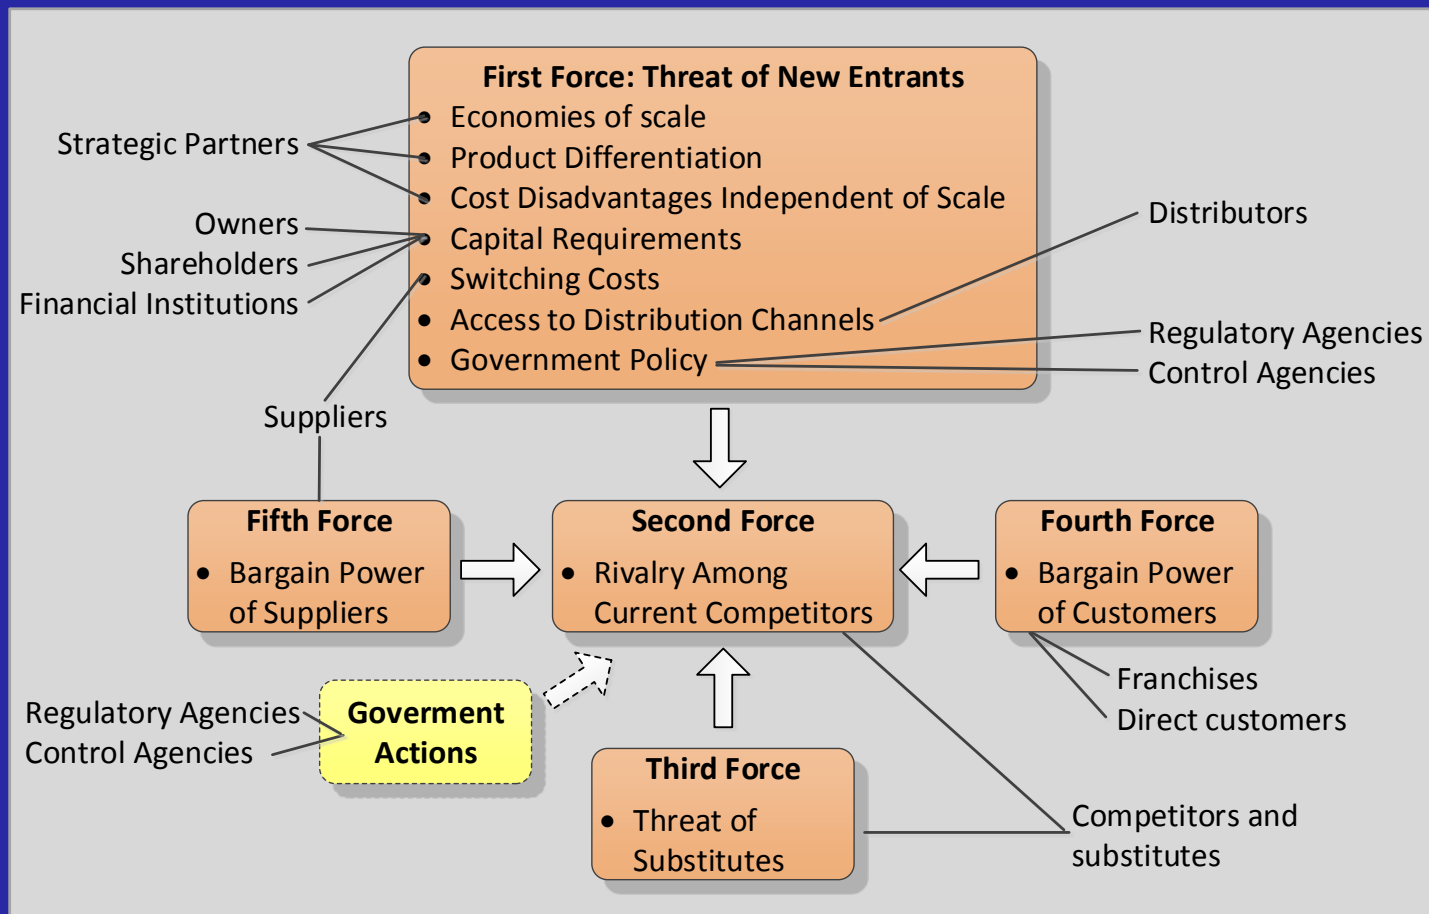 First Force: Threat of New Entrants
• Economies of scale
• Product Differentiation
• Cost Disadvantages Independent of Scale
• Capital Requirements
• Switching Costs
• Access to Distribution Channels
• Government Policy
Strategic Partners
Owners
Shareholders
Financial Institutions
Suppliers
Distributors
Regulatory Agencies
Control Agencies
Fifth Force
• Bargain Power
of Suppliers
Second Force
• Rivalry Among
Current Competitors
Fourth Force
• Bargain Power
of Customers
Franchises
Direct customers
Regulatory Agencies
Control Agencies
Goverment
Actions
Third Force
• Threat of
Substitutes
Competitors and
substitutes